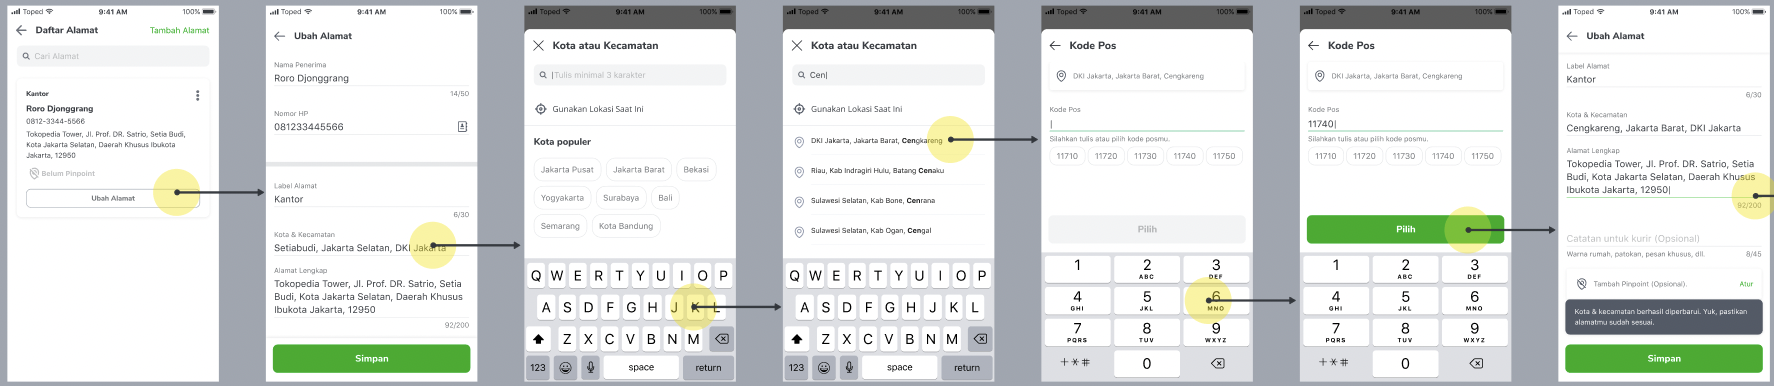 Toped
9:41 AM
100%
Daftar Alamat
Tambah Alamat
Cari Alamat
Kantor
Roro Djonggrang
0812-3344-5566
Tokopedia Tower, Jl. Prof. DR. Satrio, Setia Budi,
Kota Jakarta Selatan, Daerah Khusus Ibukota
Jakarta, 12950
Belum Pinpoint
Ubah Alamat
Toped
9:41 AM
100%
Ubah Alamat
Nama Penerima
Roro Djonggrang
14/50
Nomor HP
081233445566
Label Alamat
Kantor
6/30
Kota & Kecamatan
Setiabudi, Jakarta Selatan, DKI Jakarta
Alamat Lengkap
Tokopedia Tower, Jl. Prof. DR. Satrio, Setia
Budi, Kota Jakarta Selatan, Daerah Khusus
Ibukota Jakarta, 12950
92/200
Simpan
Toped
9:41 AM
100%
Kota atau Kecamatan
Tulis minimal 3 karakter
Gunakan Lokasi Saat Ini
Kota populer
Jakarta Pusat
Jakarta Barat
Bekasi
Yogyakarta
Surabaya
Bali
Semarang
Kota Bandung
Q W E R T Y U I O P
A S D F G H J K L
Z X C V B N M
123
space
return
Toped
9:41 AM
100%
Kota atau Kecamatan
Cen
Gunakan Lokasi Saat Ini
DKI Jakarta, Jakarta Barat, Cengkareng
Riau, Kab Indragiri Hulu, Batang Cenaku
Sulawesi Selatan, Kab Bone, Cenrana
Sulawesi Selatan, Kab Ogan, Cengal
Q W E R T Y U I O P
A S D F G H J K L
Z X C V B N M
123
space
return
Toped
9:41 AM
100%
Kode Pos
DKI Jakarta, Jakarta Barat, Cengkareng
Kode Pos
Silahkan tulis atau pilih kode posmu.
11710
11720
11730
11740
11750
Pilih
1 2 3
ABC DEF
4 5 6
GHI JKL MNO
7 8 9
PQRS TUV WXYZ
+*# 0
Toped
9:41 AM
100%
Kode Pos
DKI Jakarta, Jakarta Barat, Cengkareng
Kode Pos
11740
Silahkan tulis atau pilih kode posmu.
11710
11720
11730
11740
11750
Pilih
1 2 3
ABC DEF
4 5 6
GHI JKL MNO
7 8 9
PQRS TUV WXYZ
+*# 0
Toped
9:41 AM
100%
Ubah Alamat
Label Alamat
Kantor
6/30
Kota & Kecamatan
Cengkareng, Jakarta Barat, DKI Jakarta
Alamat Lengkap
Tokopedia Tower, Jl. Prof. DR. Satrio, Setia
Budi, Kota Jakarta Selatan, Daerah Khusus
Ibukota Jakarta, 12950
92/200
Catatan untuk kurir (Opsional)
Warna rumah, patokan, pesan khusus, dll.
8/45
Tambah Pinpoint (Opsional).
Atur
Kota & kecamatan berhasil diperbarui. Yuk, pastikan
alamatmu sudah sesuai.
Simpan